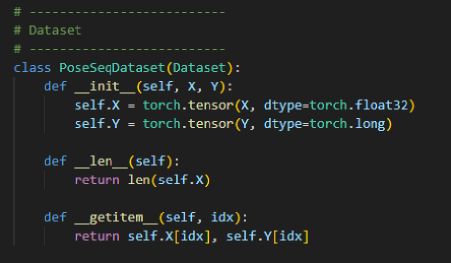 # --------------------------
# Dataset
# --------------------------
class PoseSeqDataset(Dataset):
    def __init__(self, X, Y):
        self.X = torch.tensor(X, dtype=torch.float32)
        self.Y = torch.tensor(Y, dtype=torch.long)

    def __len__(self):
        return len(self.X)

    def __getitem__(self, idx):
        return self.X[idx], self.Y[idx]